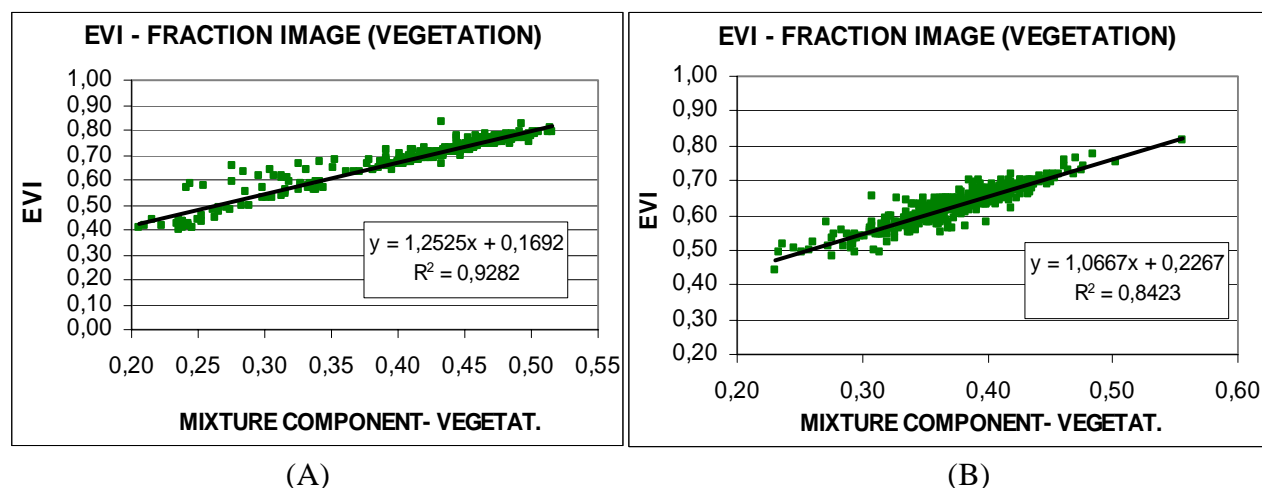 EVI - FRACTION IMAGE (VEGETATION)
1,00
0,90
0,80
0,70
0,60
0,50
0,40
0,30
0,20
0,10
0,00
EVI
y = 1,2525x + 0,1692
R² = 0,9282
0,20 0,25 0,30 0,35 0,40 0,45 0,50 0,55
MIXTURE COMPONENT- VEGETAT.
(A)
EVI - FRACTION IMAGE (VEGETATION)
1,00
0,90
0,80
0,70
0,60
0,50
0,40
0,30
0,20
EVI
y = 1,0667x + 0,2267
R² = 0,8423
0,20 0,30 0,40 0,50 0,60
MIXTURE COMPONENT- VEGETAT.
(B)